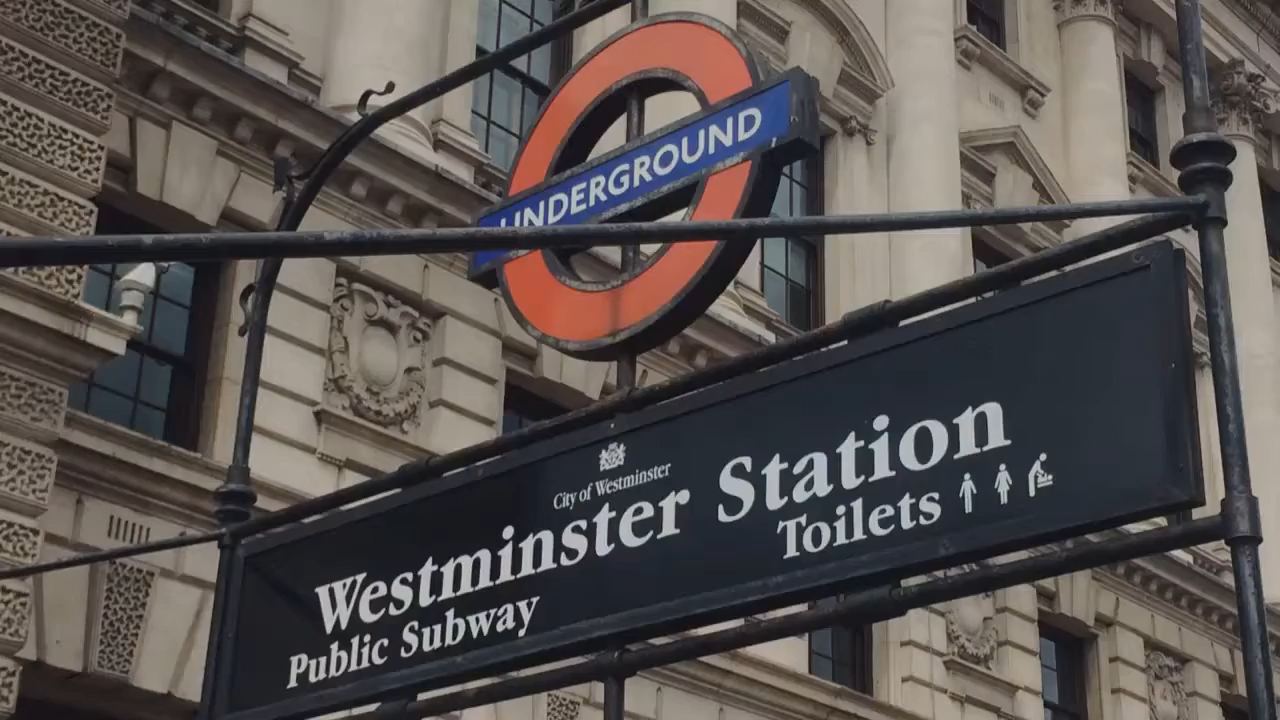 UNDERGROUND
City of Westminster
Westminster Station
Public Subway
Toilets